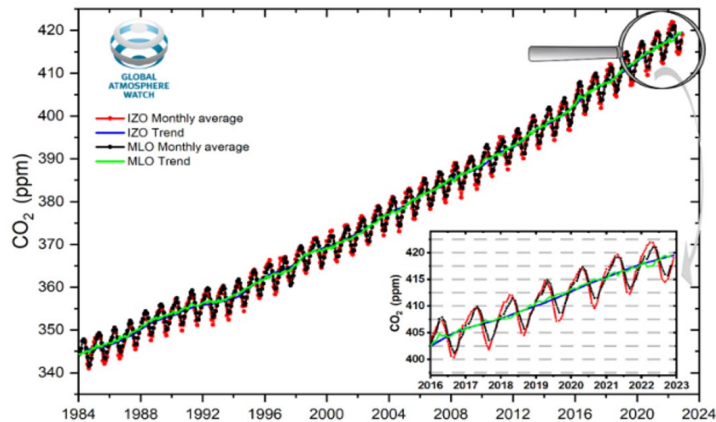 420
410
400
390
380
370
360
350
340
CO2 (ppm)
GLOBAL
ATMOSPHERE
WATCH
IZO Monthly average
IZO Trend
MLO Monthly average
MLO Trend
420
415
410
405
400
CO2 (ppm)
2016 2017 2018 2019 2020 2021 2022 2023
1984 1988 1992 1996 2000 2004 2008 2012 2016 2020 2024